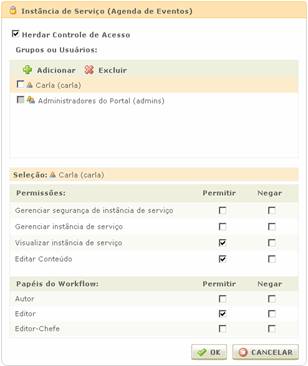 Instância de Serviço (Agenda de Eventos)
Herdar Controle de Acesso
Grupos ou Usuários:
Adicionar Excluir
Carla (carla)
Administradores do Portal (admins)
Seleção: Carla (carla)
Permissões: Permitir Negar
Gerenciar segurança de instância de serviço
Gerenciar instância de serviço
Visualizar instância de serviço
Editar Conteúdo
Papéis do Workflow: Permitir Negar
Autor
Editor
Editor-Chefe
OK CANCELAR